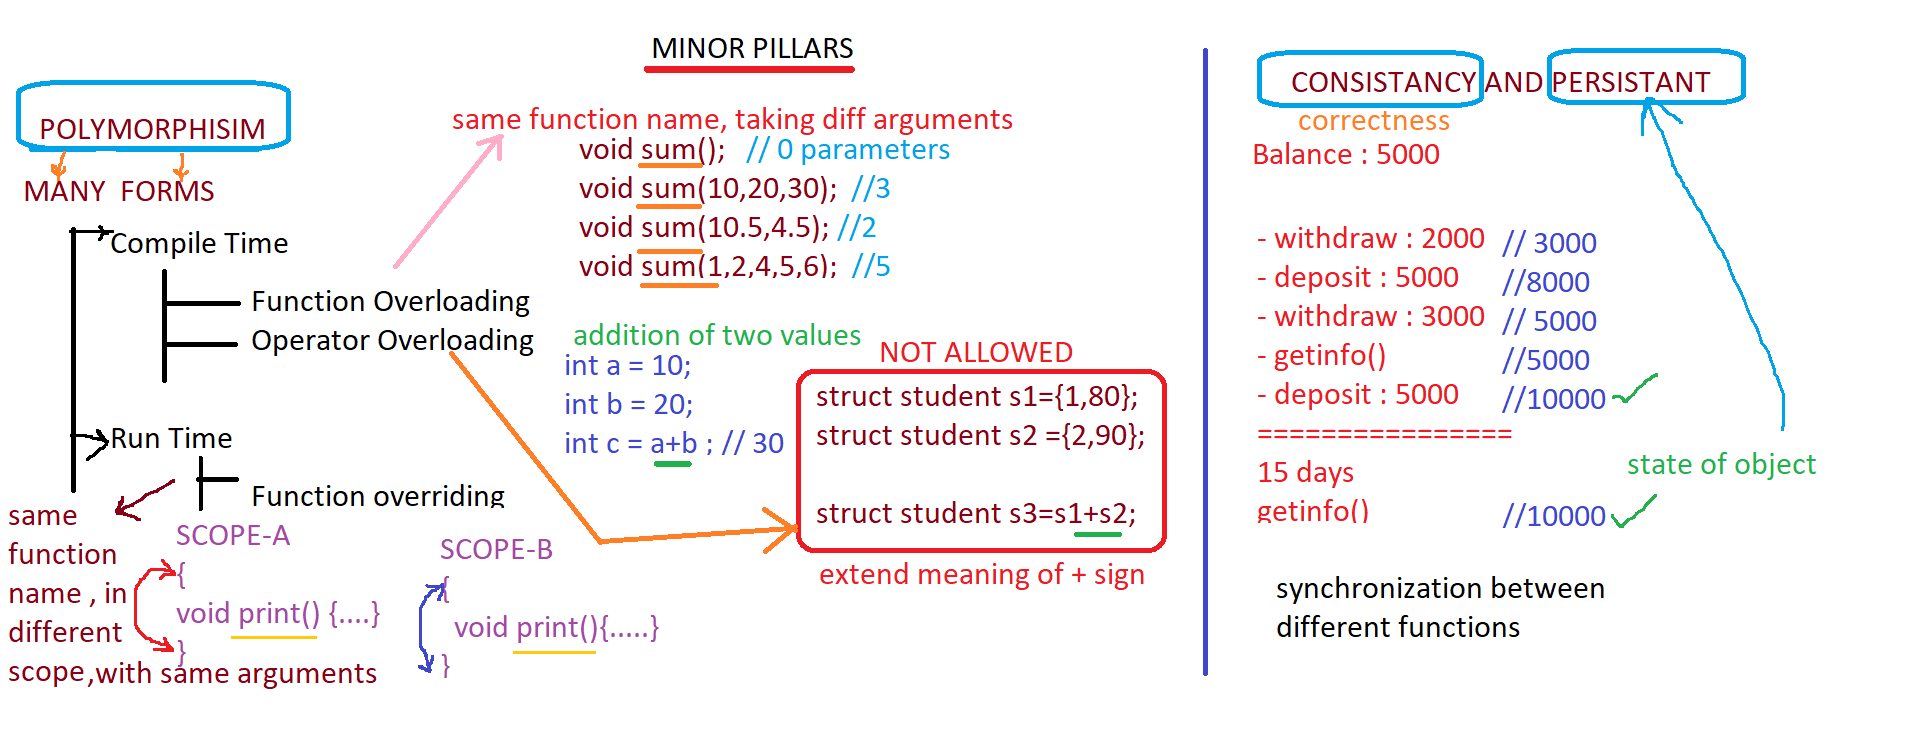 MINOR PILLARS
POLYMORPHISIM
MANY FORMS
Compile Time
Function Overloading
Operator Overloading
Run Time
Function overriding
same
function
name , in
different
scope,with same arguments
SCOPE-A
{
void print() {....}
}
SCOPE-B
{
void print(){.....}
}
same function name, taking diff arguments
void sum(); // 0 parameters
void sum(10,20,30); //3
void sum(10.5,4.5); //2
void sum(1,2,4,5,6); //5
addition of two values
int a = 10;
int b = 20;
int c = a+b ; // 30
NOT ALLOWED
struct student s1={1,80};
struct student s2 ={2,90};
struct student s3=s1+s2;
extend meaning of + sign
CONSISTANCY AND PERSISTANT
correctness
Balance : 5000
- withdraw : 2000 // 3000
- deposit : 5000 //8000
- withdraw : 3000 // 5000
- getinfo() //5000
- deposit : 5000 //10000
================
state of object
15 days
getinfo() //10000
synchronization between
different functions